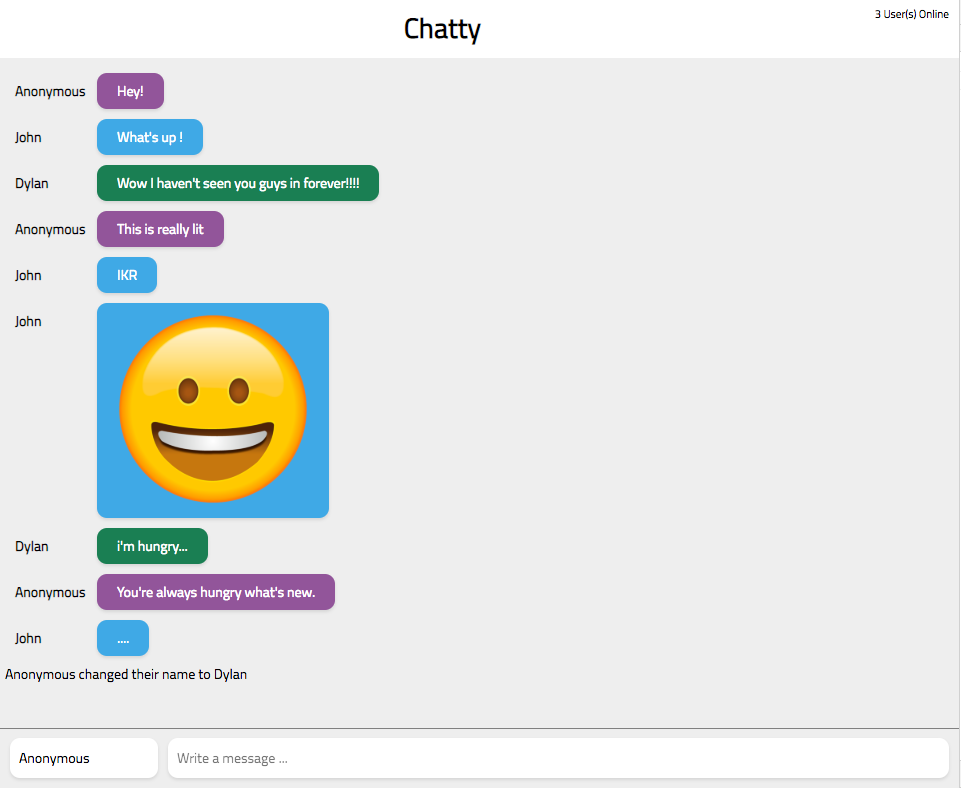 Chatty
3 User(s) Online
Anonymous Hey!
John What's up !
Dylan Wow I haven't seen you guys in forever!!!!
Anonymous This is really lit
John IKR
John
Dylan i'm hungry...
Anonymous You're always hungry what's new.
John ....
Anonymous changed their name to Dylan
Anonymous Write a message ...